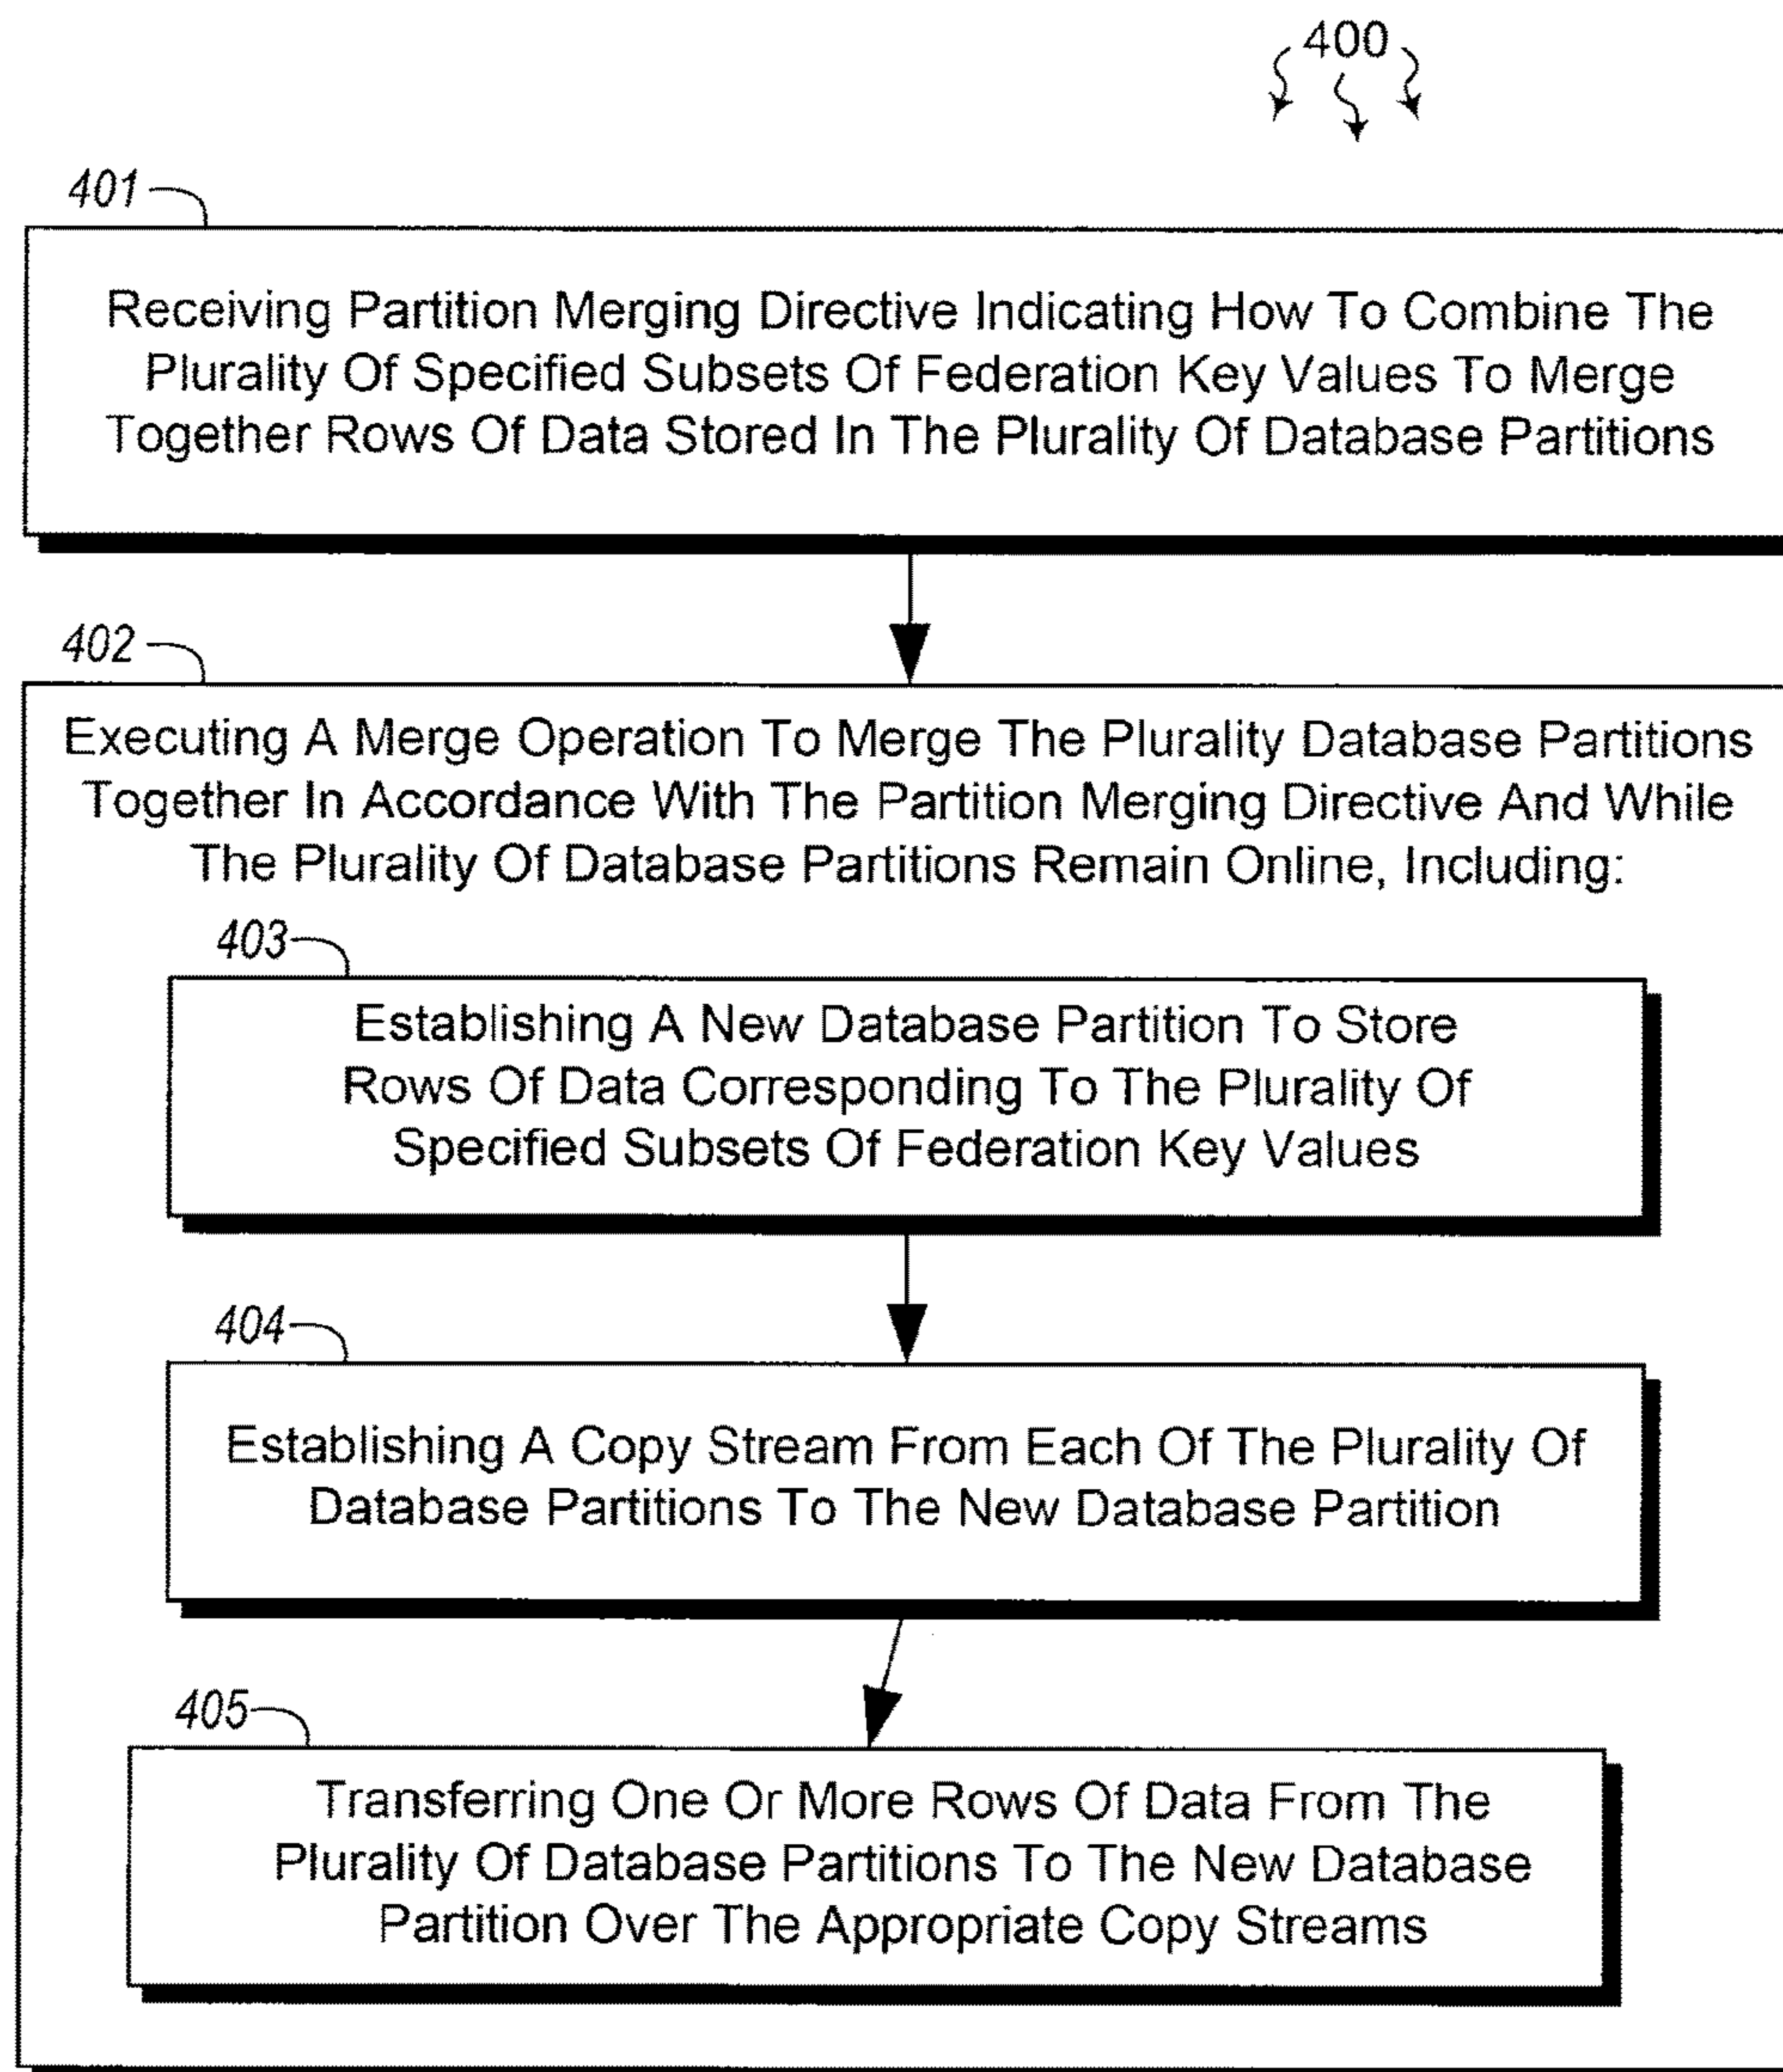 400
401
Receiving Partition Merging Directive Indicating How To Combine The
Plurality Of Specified Subsets Of Federation Key Values To Merge
Together Rows Of Data Stored In The Plurality Of Database Partitions
402
Executing A Merge Operation To Merge The Plurality Database Partitions
Together In Accordance With The Partition Merging Directive And While
The Plurality Of Database Partitions Remain Online, Including:
403
Establishing A New Database Partition To Store
Rows Of Data Corresponding To The Plurality Of
Specified Subsets Of Federation Key Values
404
Establishing A Copy Stream From Each Of The Plurality Of
Database Partitions To The New Database Partition
405
Transferring One Or More Rows Of Data From The
Plurality Of Database Partitions To The New Database
Partition Over The Appropriate Copy Streams